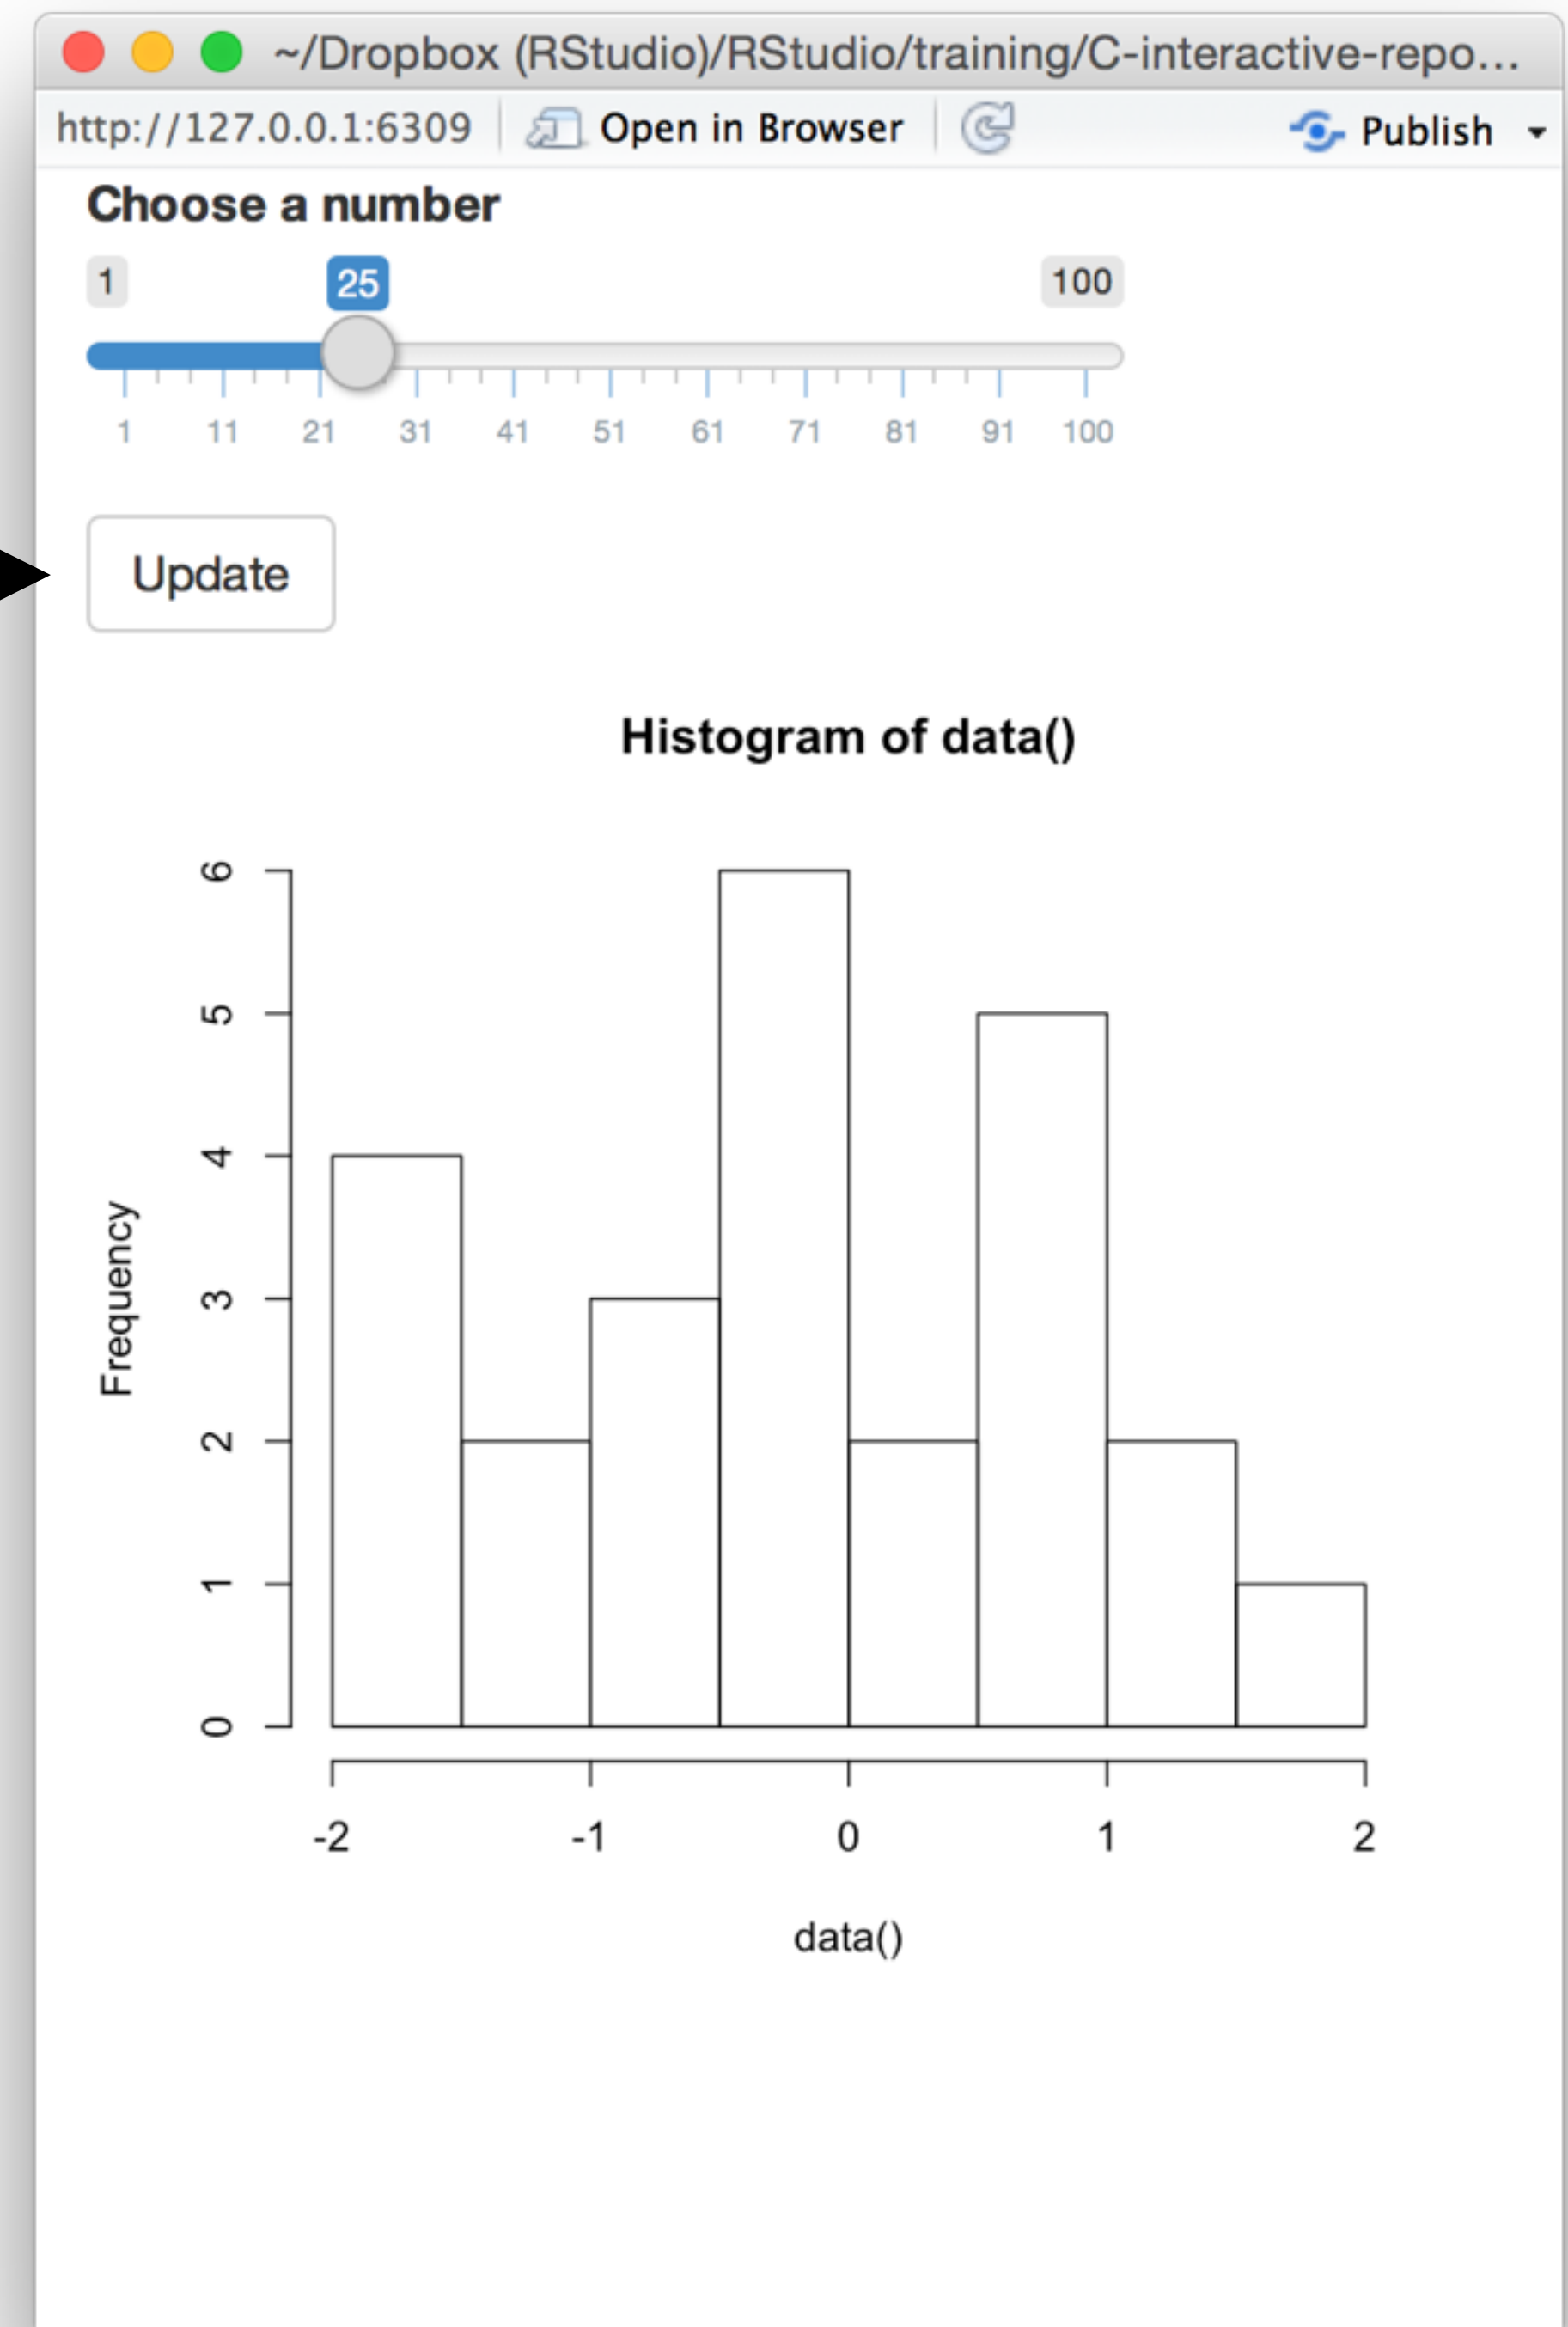 ~/Dropbox (RStudio)/RStudio/training/C-interactive-repo...
http://127.0.0.1:6309 Open in Browser Publish
Choose a number
1 25 100
1 11 21 31 41 51 61 71 81 91 100
Update
Histogram of data()
6
5
4
3
2
1
0
Frequency
-2 -1 0 1 2
data()